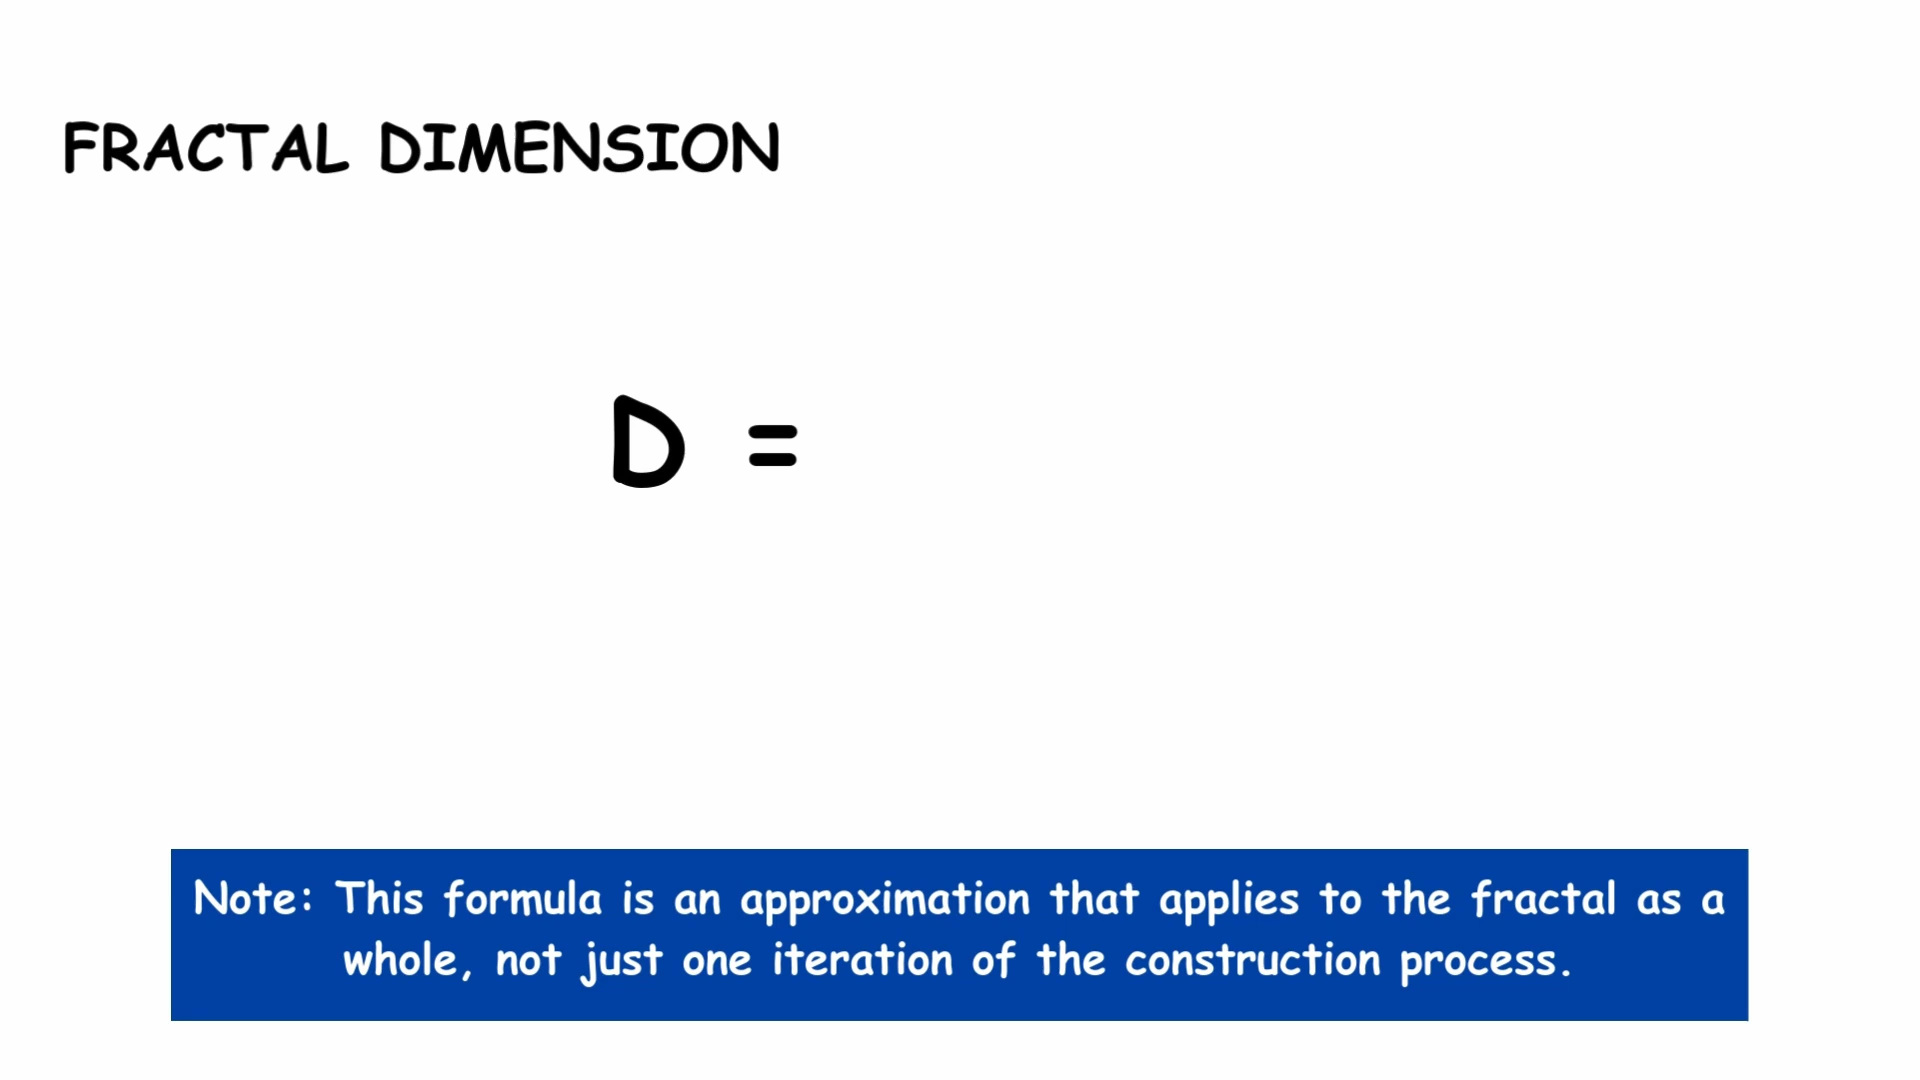 FRACTAL DIMENSION
D =
Note: This formula is an approximation that applies to the fractal as a
whole, not just one iteration of the construction process.